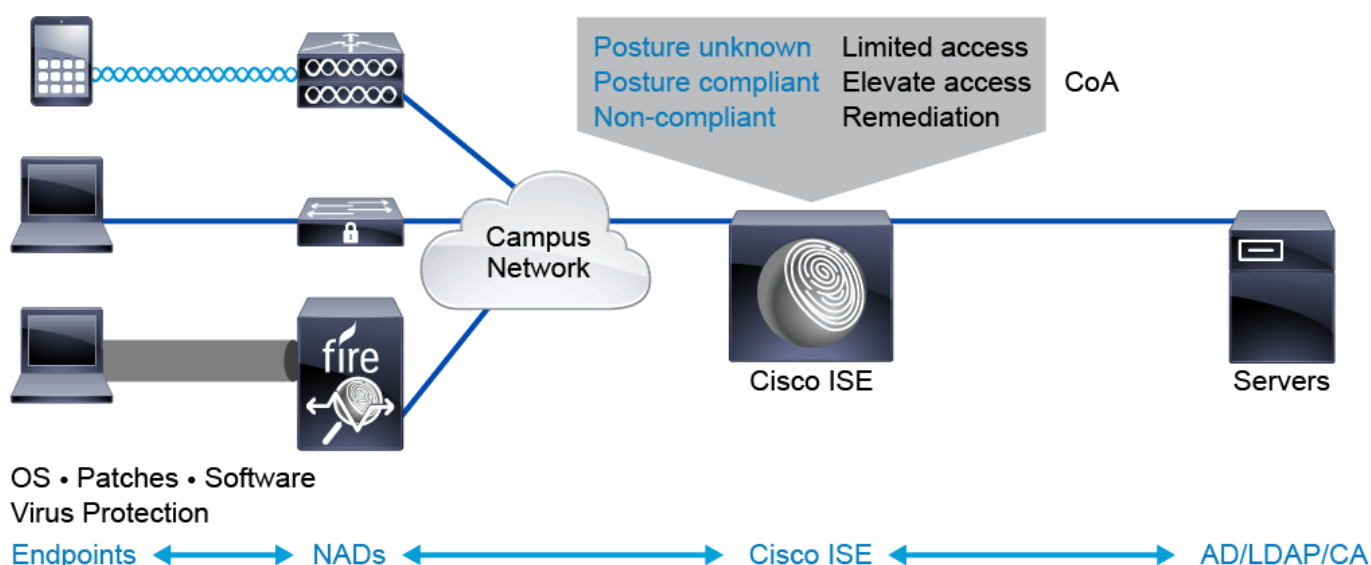 Posture unknown Limited access
Posture compliant Elevate access CoA
Non-compliant Remediation
Campus
Network
fire
Cisco ISE
Servers
OS • Patches • Software
Virus Protection
Endpoints NADs Cisco ISE AD/LDAP/CA